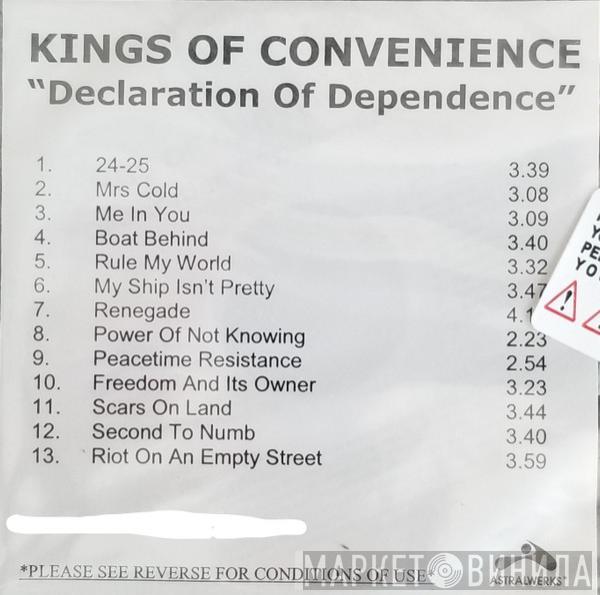 KINGS OF CONVENIENCE
"Declaration Of Dependence"
1. 24-25 3.39
2. Mrs Cold 3.08
3. Me In You 3.09
4. Boat Behind 3.40
5. Rule My World 3.32
6. My Ship Isn't Pretty 3.47
7. Renegade
8. Power Of Not Knowing 2.23
9. Peacetime Resistance 2.54
10. Freedom And Its Owner 3.23
11. Scars On Land 3.44
12. Second To Numb 3.40
13. Riot On An Empty Street 3.59
*PLEASE SEE REVERSE FOR CONDITIONS OF USE*
ASTRALWERKS
МАРКЕТ ВИНИЛА